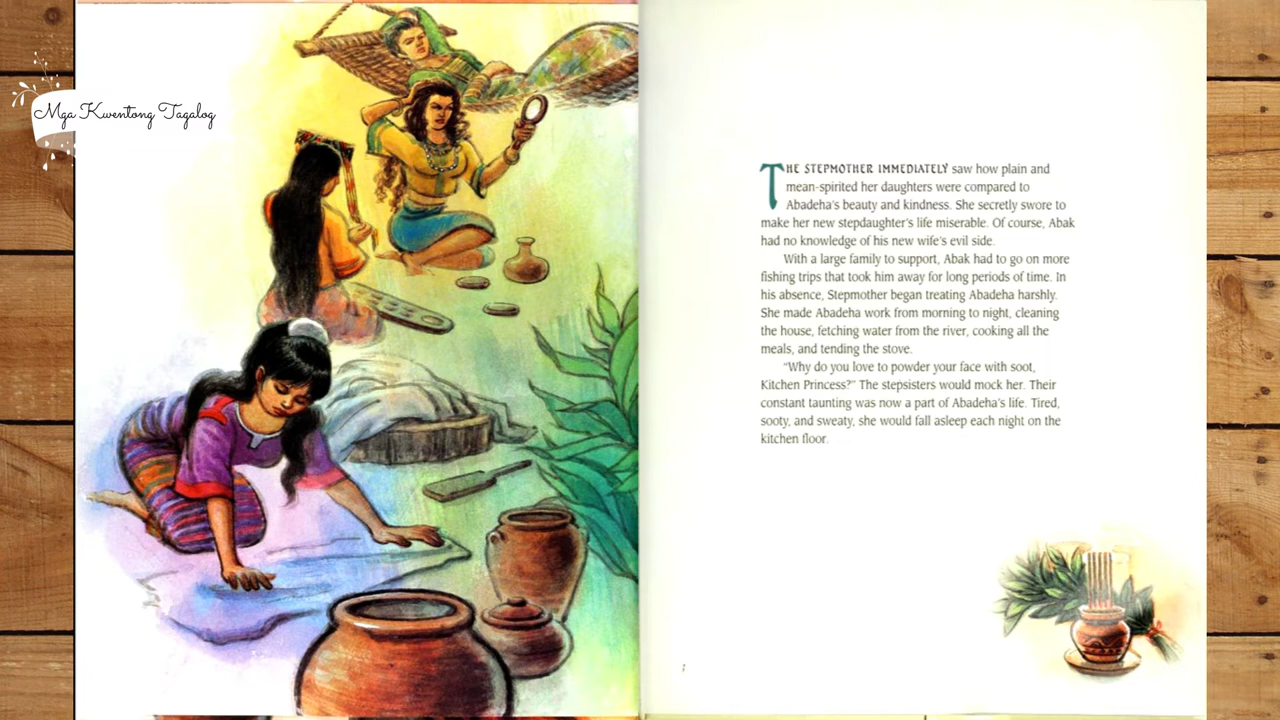 Mga Kwentong Tagalog
THE STEPMOTHER IMMEDIATELY saw how plain and
mean-spirited her daughters were compared to
Abadeha's beauty and kindness. She secretly swore to
make her new stepdaughter's life miserable. Of course, Abak
had no knowledge of his new wife's evil side.
With a large family to support, Abak had to go on more
fishing trips that took him away for long periods of time. In
his absence, Stepmother began treating Abadeha harshly.
She made Abadeha work from morning to night, cleaning
the house, fetching water from the river, cooking all the
meals, and tending the stove.
"Why do you love to powder your face with soot,
Kitchen Princess?" The stepsisters would mock her. Their
constant taunting was now a part of Abadeha's life. Tired,
sooty, and sweaty, she would fall asleep each night on the
kitchen floor.